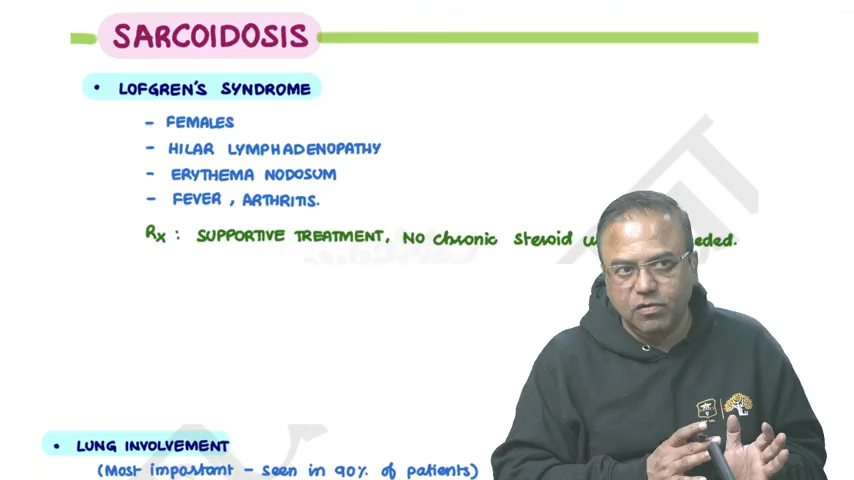 SARCOIDOSIS
• LOFGREN'S SYNDROME
- FEMALES
- HILAR LYMPHADENOPATHY
- ERYTHEMA NODOSUM
- FEVER, ARTHRITIS.
Rx: SUPPORTIVE TREATMENT, NO chronic steroid
• LUNG INVOLVEMENT
(Most important - seen in 90% of patients)